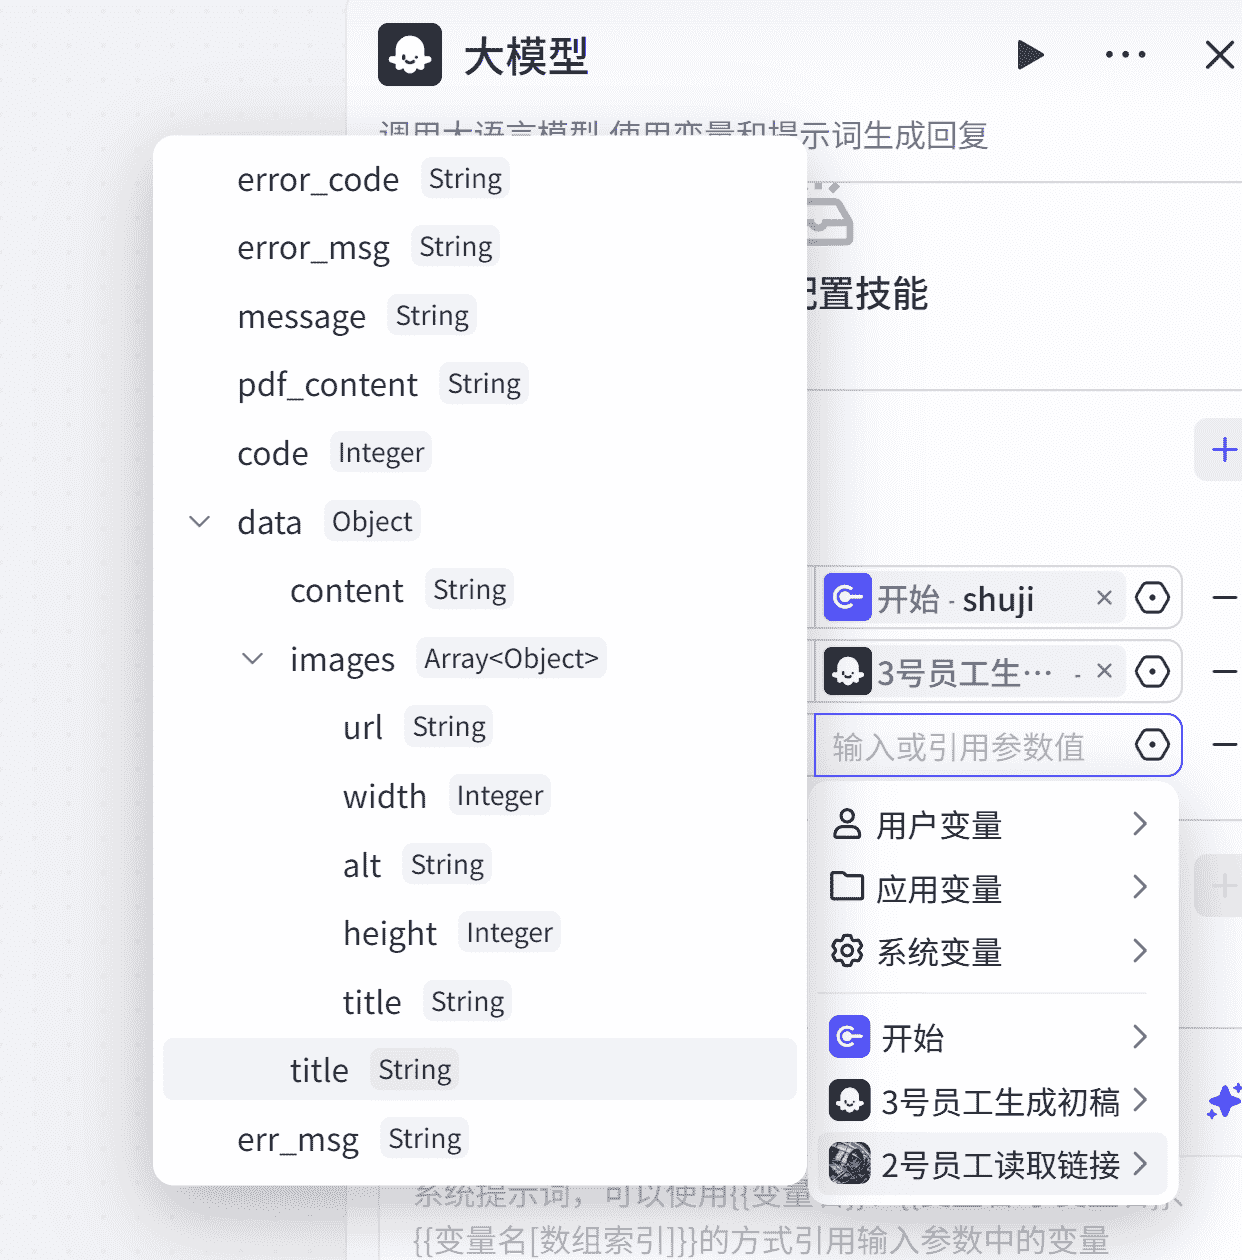 大模型
调用大语言模型,使用变量和提示词生成回复
配置技能
error_code String
error_msg String
message String
pdf_content String
code Integer
data Object
content String
images Array<Object>
url String
width Integer
alt String
height Integer
title String
title String
err_msg String
开始 - shuji
3号员工生··· -
输入或引用参数值
用户变量
应用变量
系统变量
开始
3号员工生成初稿
2号员工读取链接
系统提示词，可以使用{{变量
{{变量名[数组索引]}}的方式引用输入参数中的变量